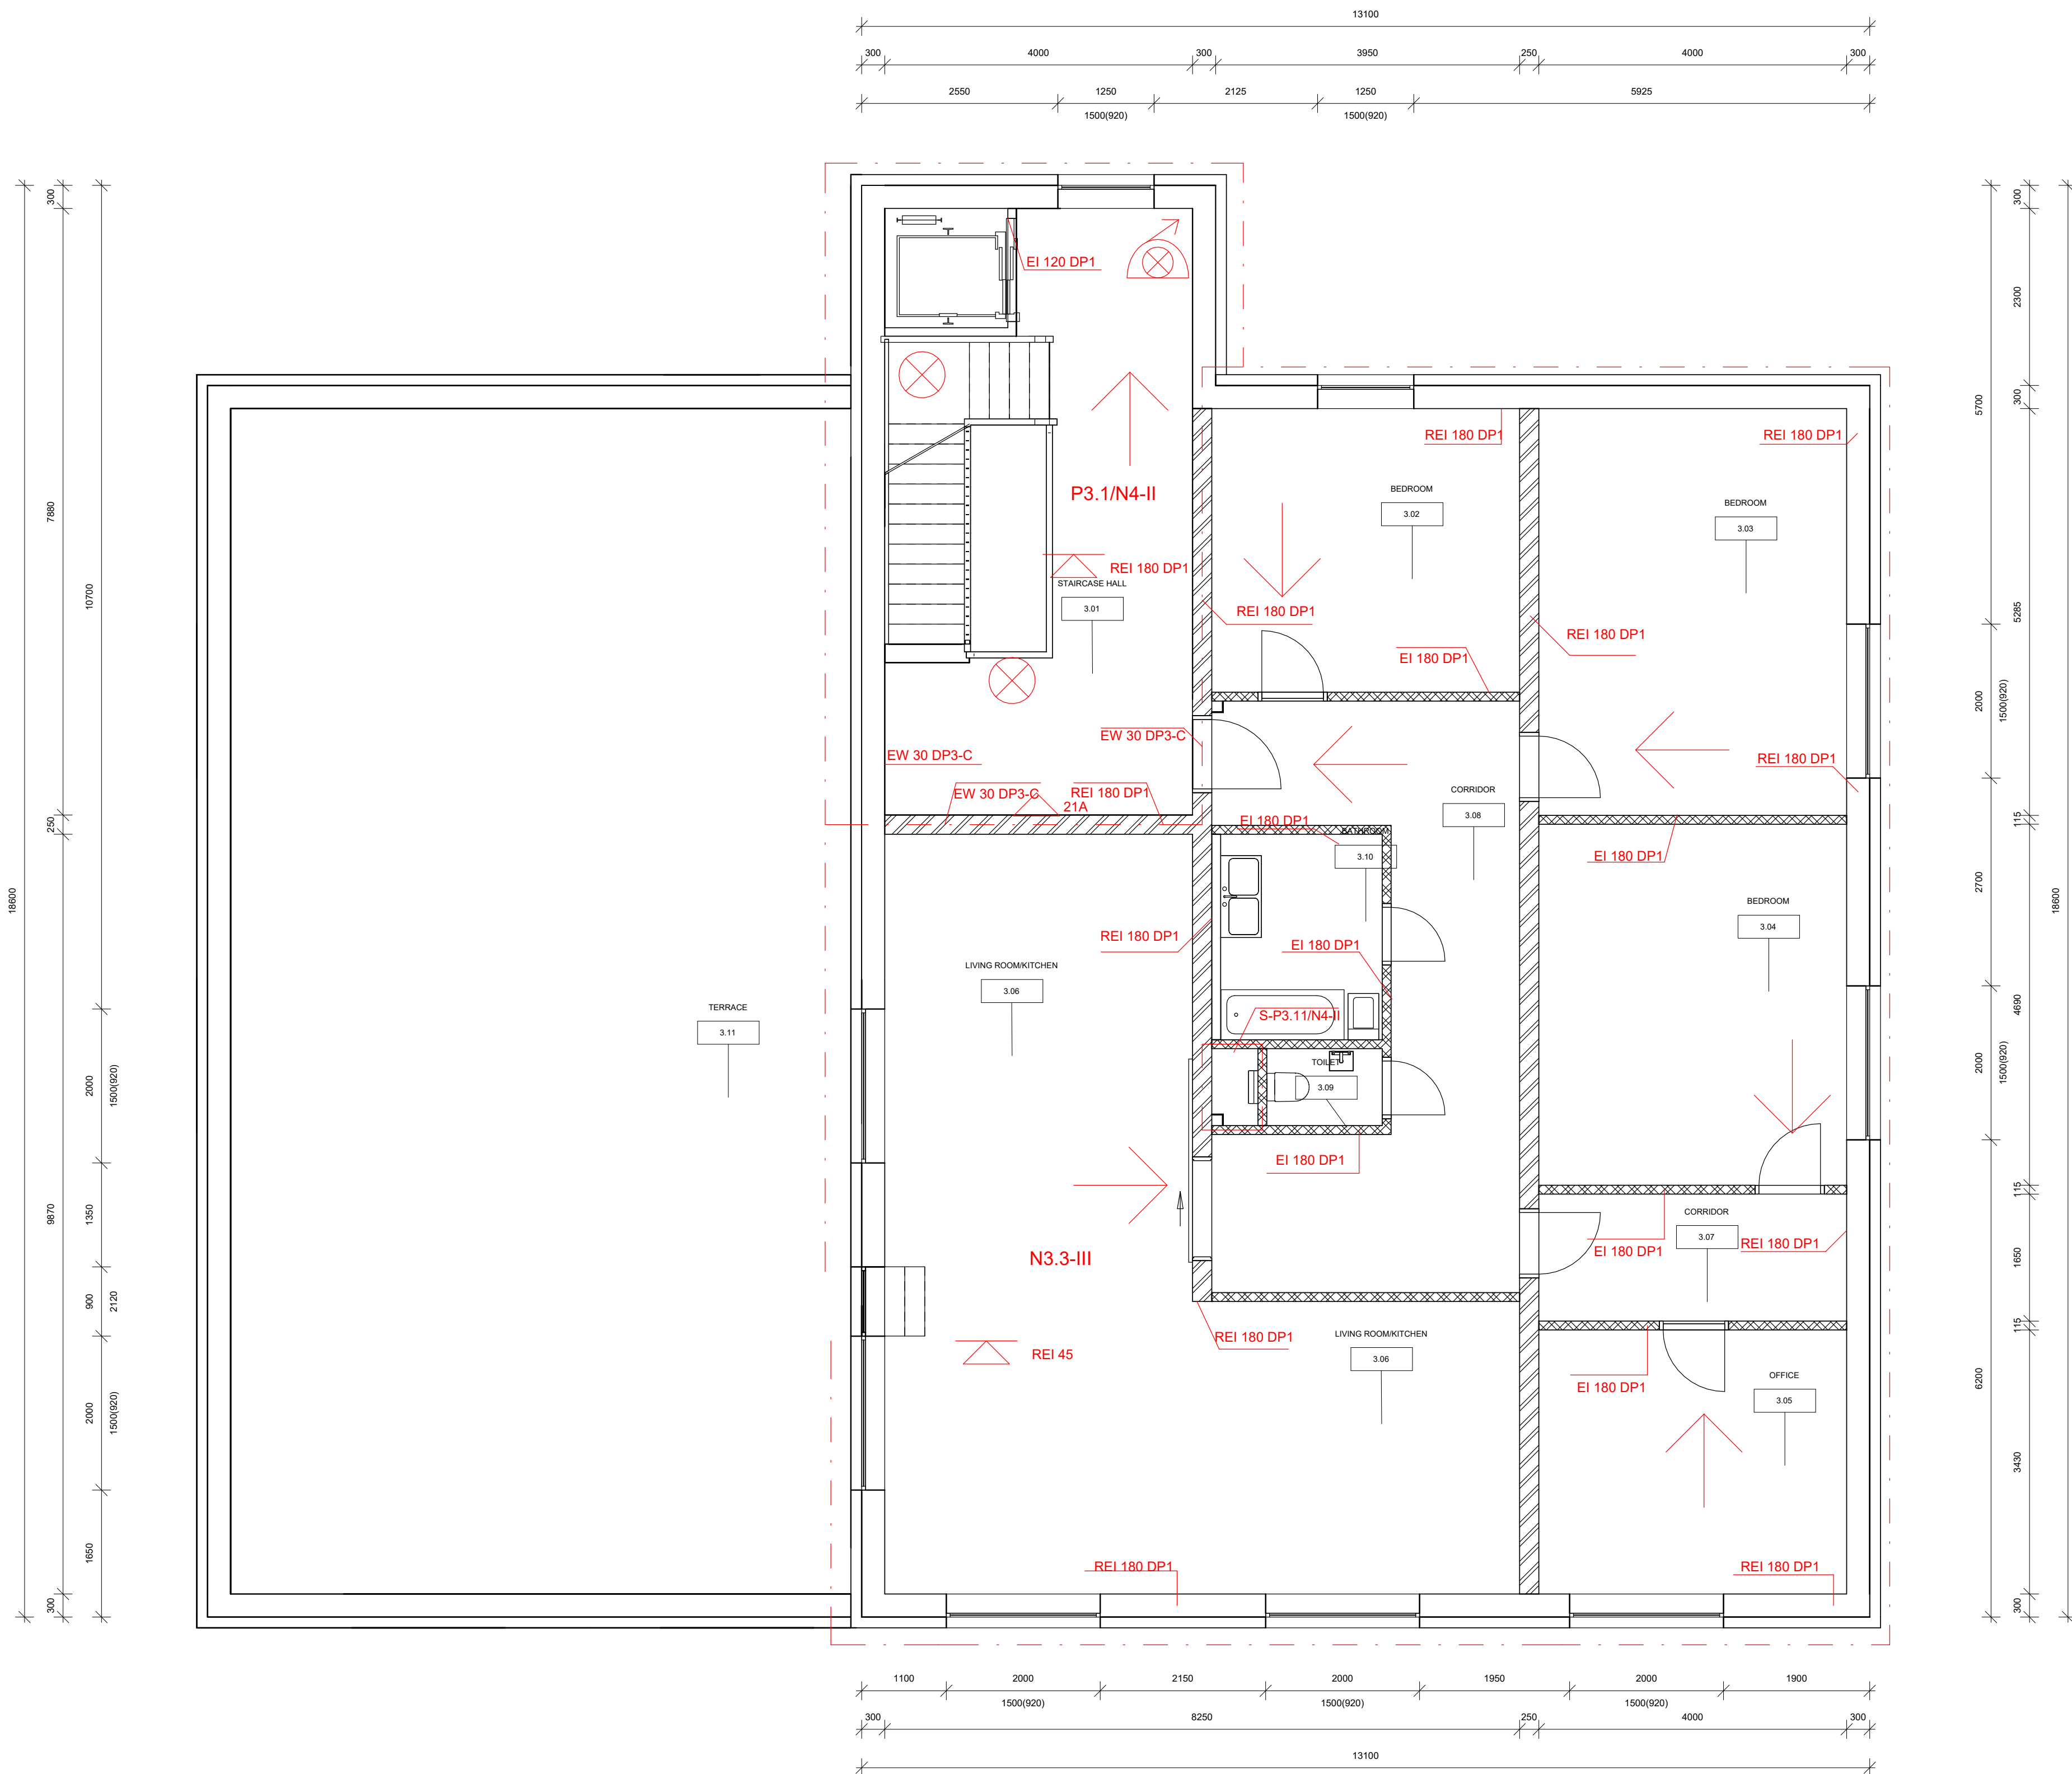 13100
300 4000 300 3950 250 4000 300
2550 1250 2125 1250 5925
1500(920) 1500(920)
18600
300
7880
250
9870
300
10700
2000
1500(920)
1350
900
2120
2000
1500(920)
1650
EI 120 DP1
P3.1/N4-II
REI 180 DP1
STAIRCASE HALL
3.01
REI 180 DP1
REI 180 DP1
BEDROOM
3.02
REI 180 DP1
BEDROOM
3.03
REI 180 DP1
EI 180 DP1
EW 30 DP3-C
EW 30 DP3-C
REI 180 DP1
EW 30 DP3-C
REI 180 DP1
21A
CORRIDOR
3.08
EI 180 DP1
BATHROOM
3.10
EI 180 DP1
BEDROOM
3.04
REI 180 DP1
EI 180 DP1
LIVING ROOM/KITCHEN
3.06
TERRACE
3.11
S-P3.11/N4-II
TOILET
3.09
EI 180 DP1
CORRIDOR
3.07
EI 180 DP1
REI 180 DP1
N3.3-III
REI 45
REI 180 DP1
LIVING ROOM/KITCHEN
3.06
EI 180 DP1
OFFICE
3.05
REI 180 DP1
REI 180 DP1
5700
2000
1500(920)
2700
2000
1500(920)
6200
300
2300
300
5285
115
4690
115
1650
115
3430
300
18600
1100 2000 2150 2000 1950 2000 1900
1500(920) 1500(920) 1500(920)
300 8250 250 4000 300
13100